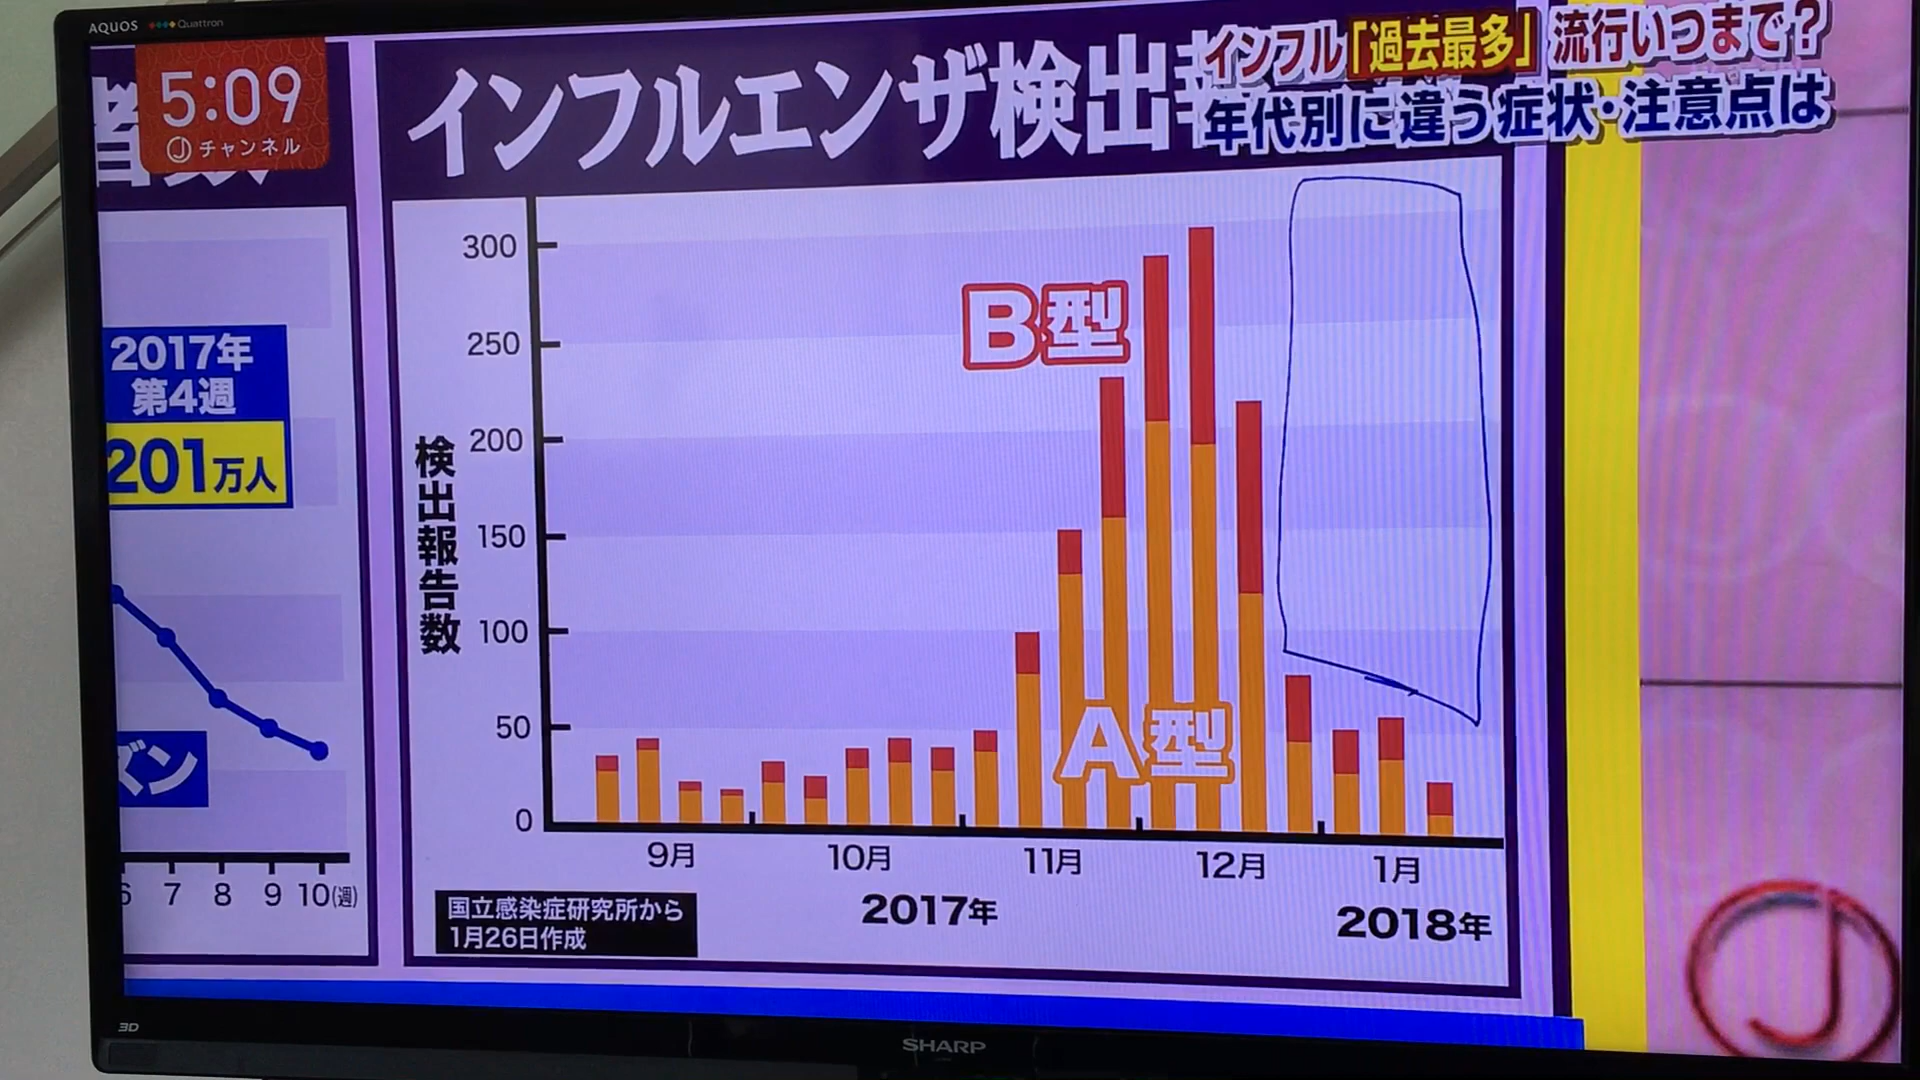 AQUOS Quattron
5:09
Jチャンネル
インフル「過去最多」流行いつまで?
年代別に違う症状・注意点は
インフルエンザ検出
2017年
第4週
201万人
ズン
6 7 8 9 10(週)
検出報告数
300
250
200
150
100
50
0
B型
A型
9月 10月 11月 12月 1月
2017年 2018年
国立感染症研究所から
1月26日作成
3D
SHARP
J